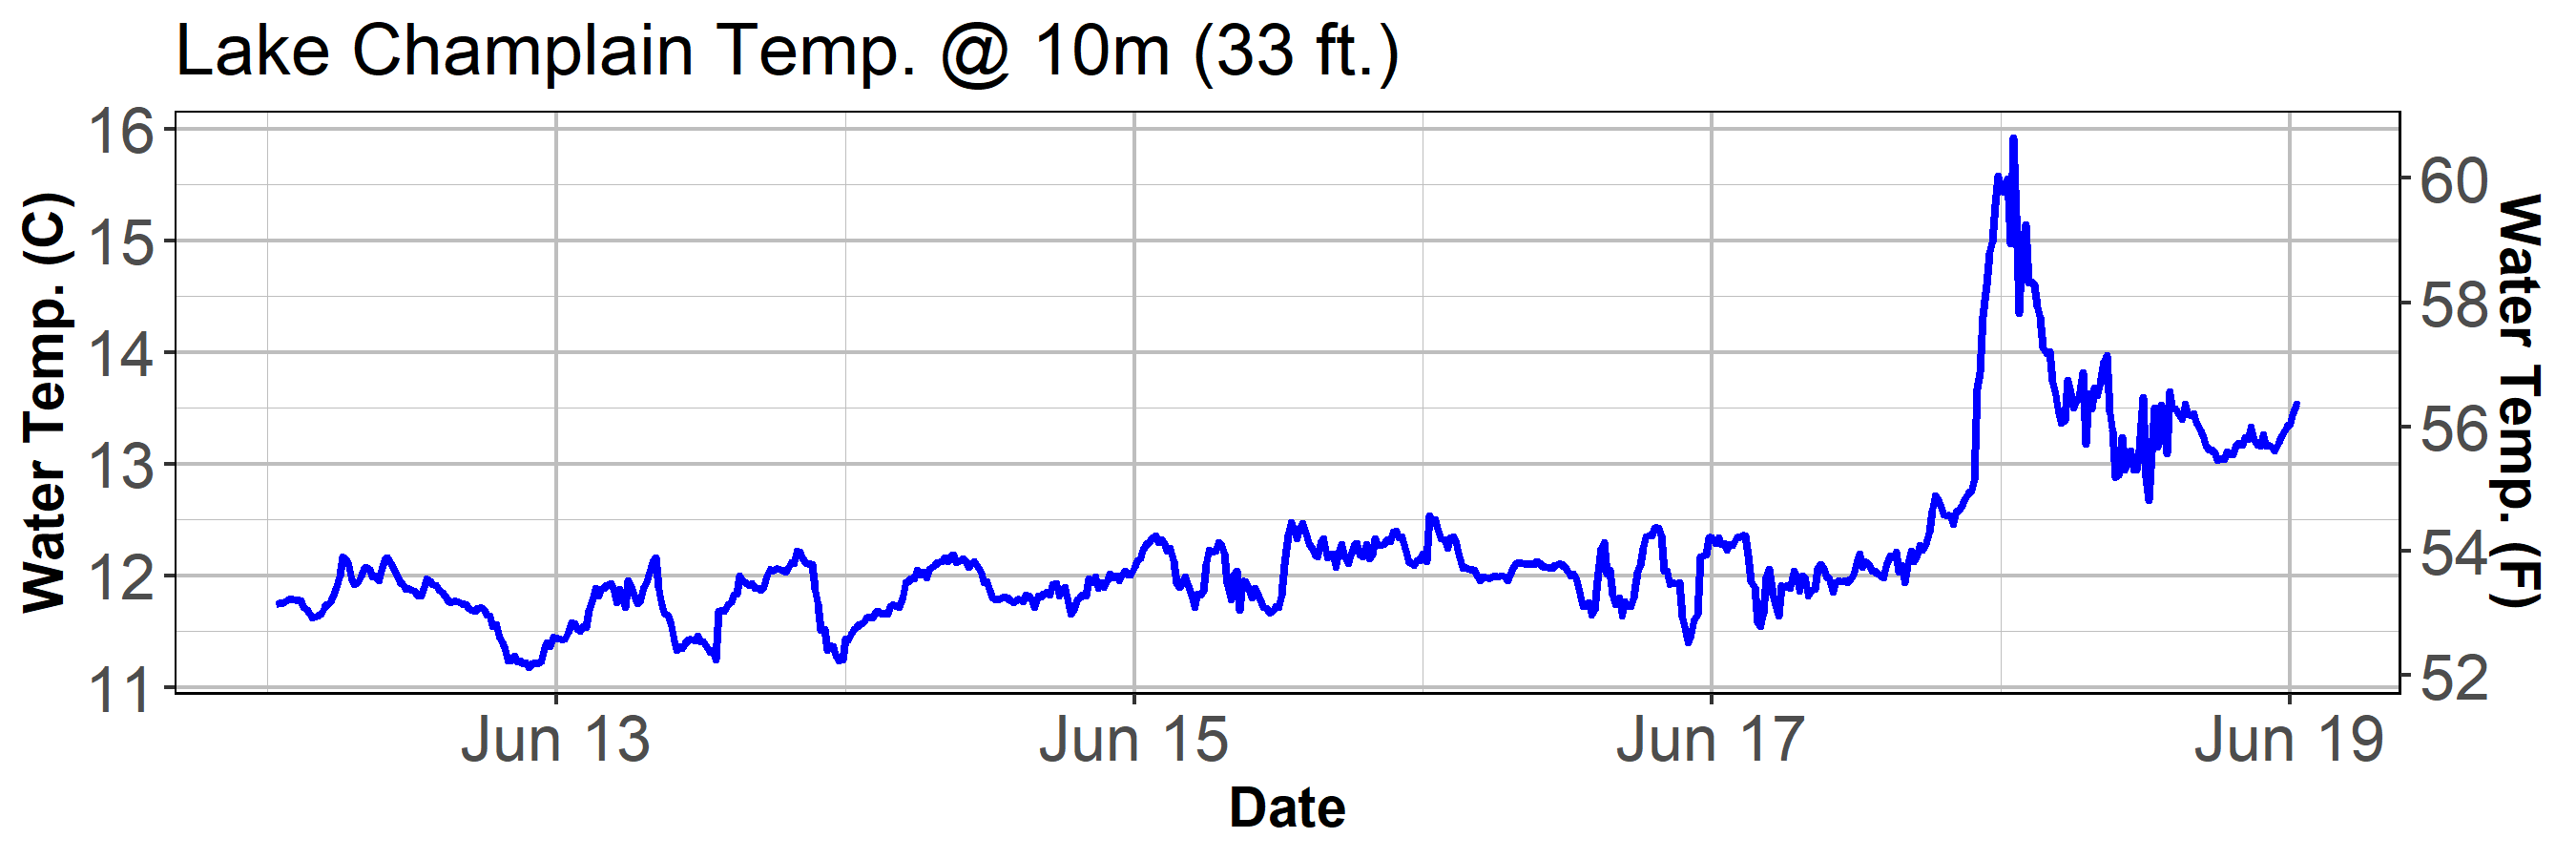 Lake Champlain Temp. @ 10m (33 ft.)
Water Temp. (C)
16
15
14
13
12
11
60
58
56
54
52
Water Temp. (F)
Jun 13 Jun 15 Jun 17 Jun 19
Date